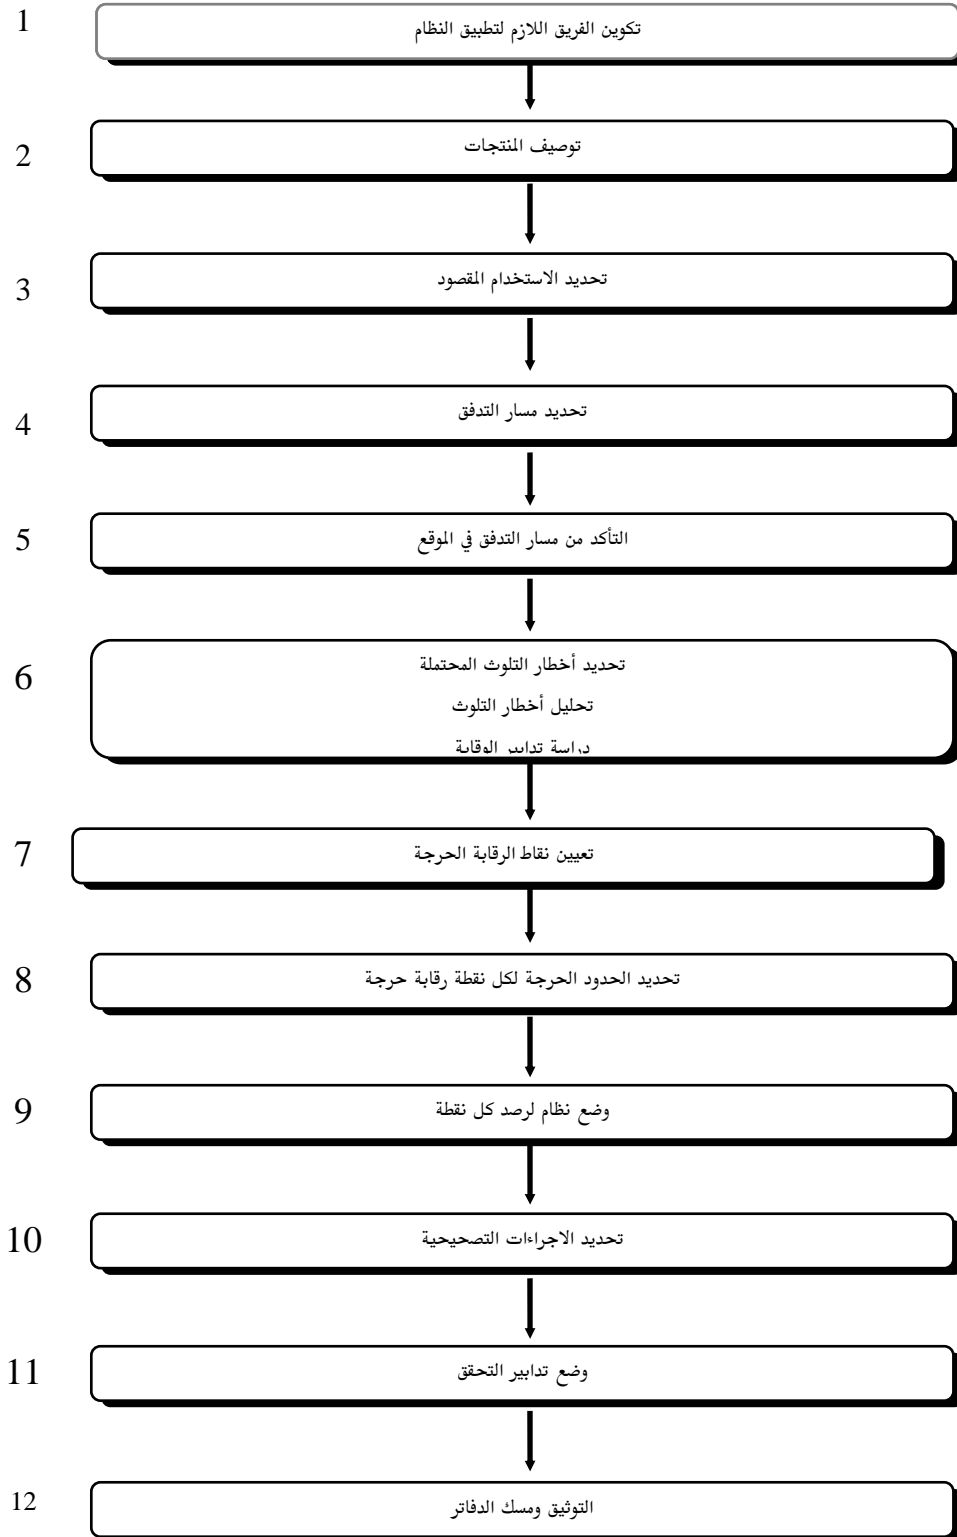 1
تكوين الفريق اللازم لتطبيق النظام
2
توصيف المنتجات
3
تحديد الاستخدام المقصود
4
تحديد مسار التدفق
5
التأكد من مسار التدفق في الموقع
6
تحديد أخطار التلوث المحتملة
تحليل أخطار التلوث
دراسة تدابير الوقاية
7
تعيين نقاط الرقابة الحرجة
8
تحديد الحدود الحرجة لكل نقطة رقابة حرجة
9
وضع نظام لرصد كل نقطة
10
تحديد الاجراءات التصحيحية
11
وضع تدابير التحقق
12
التوثيق ومسك الدفاتر